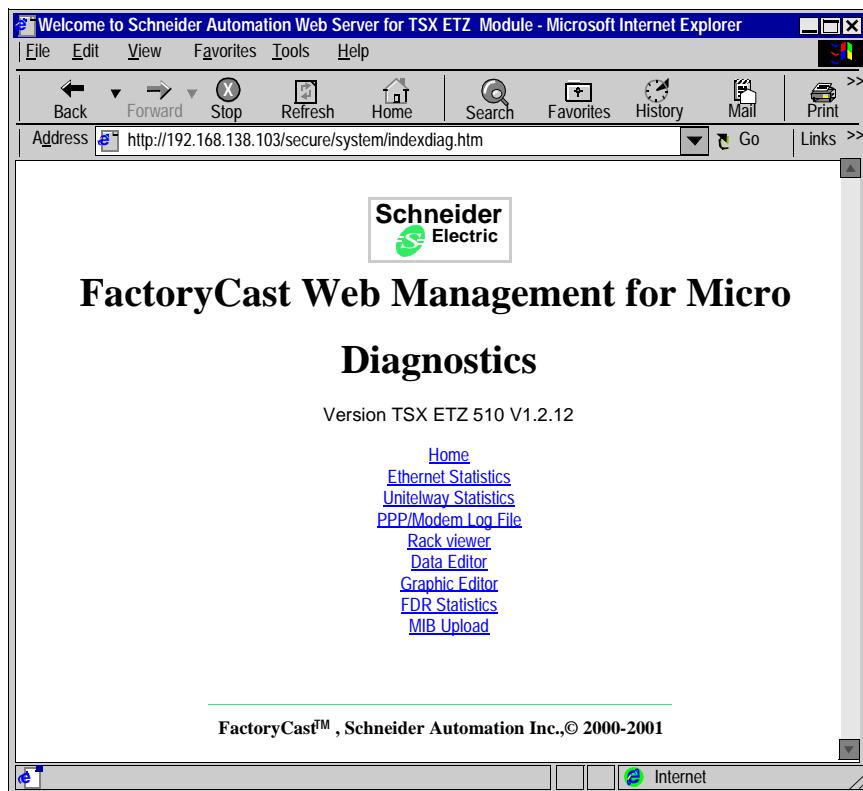 Welcome to Schneider Automation Web Server for TSX ETZ Module - Microsoft Internet Explorer
File Edit View Favorites Tools Help
Back Forward Stop Refresh Home Search Favorites History Mail Print >>
Address http://192.168.138.103/secure/system/indexdiag.htm Go Links >>
Schneider
Electric
FactoryCast Web Management for Micro
Diagnostics
Version TSX ETZ 510 V1.2.12
Home
Ethernet Statistics
Unitelway Statistics
PPP/Modem Log File
Rack viewer
Data Editor
Graphic Editor
FDR Statistics
MIB Upload
FactoryCast™ , Schneider Automation Inc.,© 2000-2001
Internet